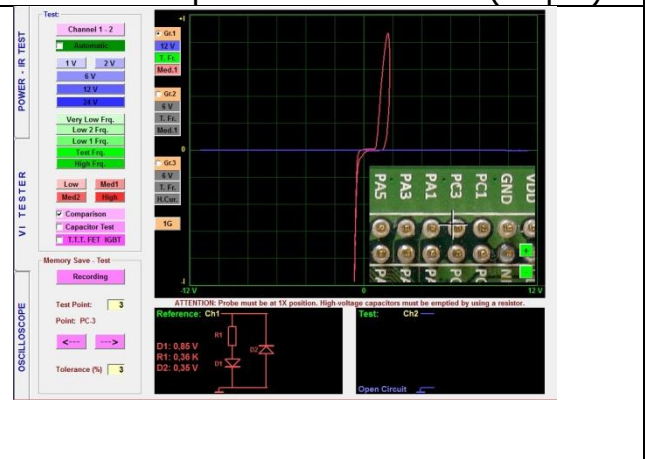 Test:
Channel 1 - 2
Automatic
1 V 2 V
6 V
12 V
24 V
Very Low Frq.
Low 2 Frq.
Low 1 Frq.
Test Frq.
High Frq.
Low Med1
Med2 High
Comparison
Capacitor Test
T.T.T. FET IGBT
Memory Save - Test
Recording
Test Point: 3
Point: PC-3
<--- --->
Tolerance (%) 3
POWER - IR TEST
VI TESTER
OSCILLOSCOPE
Gr.1
12 V
T. Fr.
Med.1
Gr.2
6 V
T. Fr.
Med.1
Gr.3
6 V
T. Fr.
H.Cur.
1G
+I
0
-I
-12 V 0 12 V
PA5 PA3 PA1 PC3 PC1 GND
ATTENTION: Probe must be at 1X position. High-voltage capacitors must be emptied by using a resistor.
Reference: Ch1
R1
D1
D2
D1: 0,85 V
R1: 0,36 K
D2: 0,35 V
Test: Ch2
Open Circuit